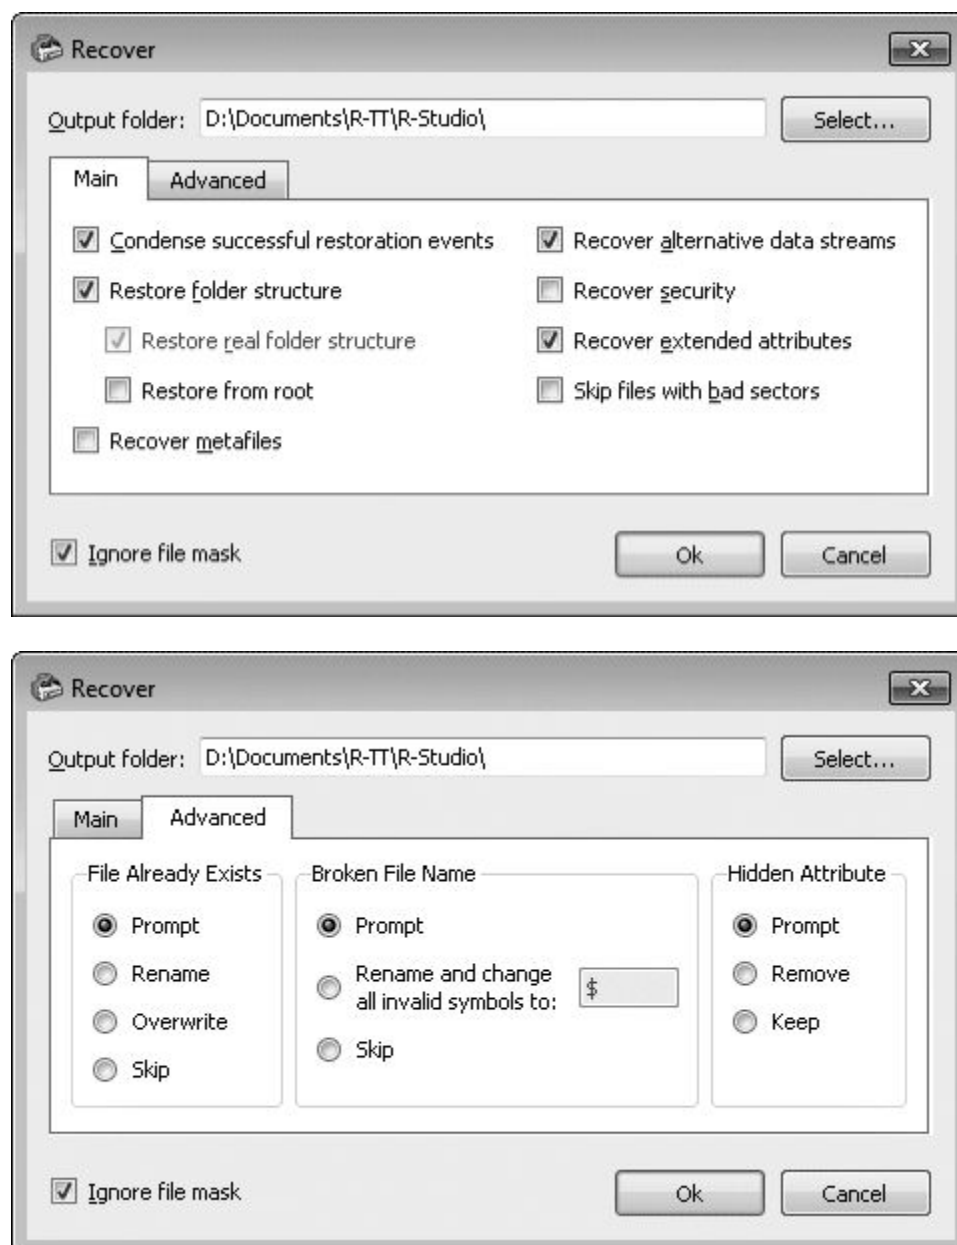 Recover
Output folder: D:\Documents\R-TT\R-Studio\ Select...
Main Advanced
Condense successful restoration events Recover alternative data streams
Restore folder structure Recover security
Restore real folder structure Recover extended attributes
Restore from root Skip files with bad sectors
Recover metafiles
Ignore file mask Ok Cancel
Recover
Output folder: D:\Documents\R-TT\R-Studio\ Select...
Main Advanced
File Already Exists Broken File Name Hidden Attribute
Prompt Prompt Prompt
Rename Rename and change Remove
all invalid symbols to: $
Overwrite Keep
Skip Skip
Ignore file mask Ok Cancel